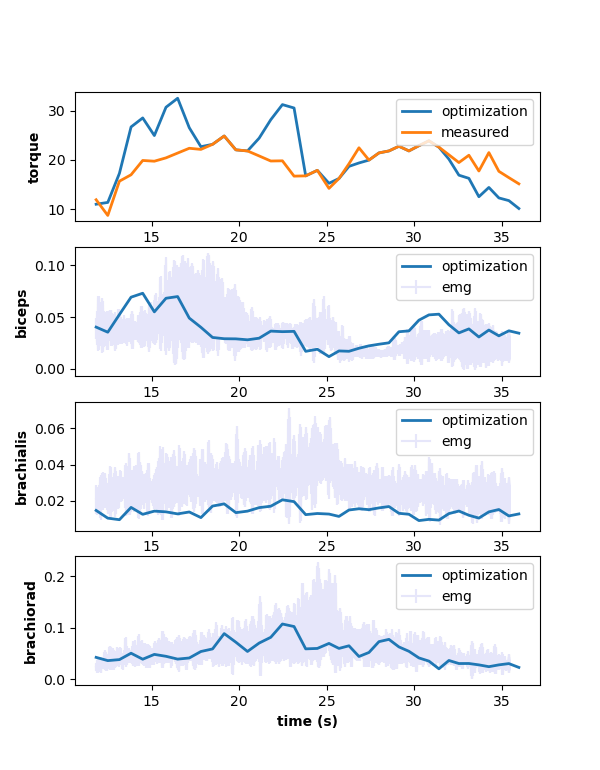 torque
30
20
10
optimization
measured
15 20 25 30 35
biceps
0.10
0.05
0.00
optimization
emg
15 20 25 30 35
brachialis
0.06
0.04
0.02
optimization
emg
15 20 25 30 35
brachiorad
0.2
0.1
0.0
optimization
emg
15 20 25 30 35
time (s)